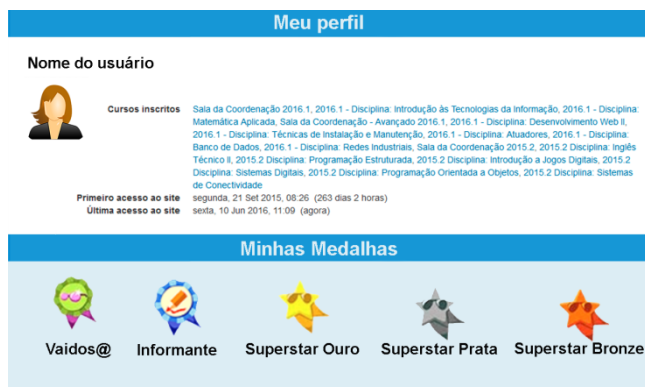 Meu perfil
Nome do usuário
Cursos inscritos
Sala da Coordenação 2016.1, 2016.1 - Disciplina: Introdução às Tecnologias da Informação, 2016.1 - Disciplina:
Matemática Aplicada, Sala da Coordenação - Avançado 2016.1, 2016.1 - Disciplina: Desenvolvimento Web II,
2016.1 - Disciplina: Técnicas de Instalação e Manutenção, 2016.1 - Disciplina: Atuadores, 2016.1 - Disciplina:
Banco de Dados, 2016.1 - Disciplina: Redes Industriais, Sala da Coordenação 2015.2, 2015.2 Disciplina: Inglês
Técnico II, 2015.2 Disciplina: Programação Estruturada, 2015.2 Disciplina: Introdução a Jogos Digitais, 2015.2
Disciplina: Sistemas Digitais, 2015.2 Disciplina: Programação Orientada a Objetos, 2015.2 Disciplina: Sistemas
de Conectividade
Primeiro acesso ao site segunda, 21 Set 2015, 08:26 (263 dias 2 horas)
Última acesso ao site sexta, 10 Jun 2016, 11:09 (agora)
Minhas Medalhas
Vaidos@ Informante Superstar Ouro Superstar Prata Superstar Bronze